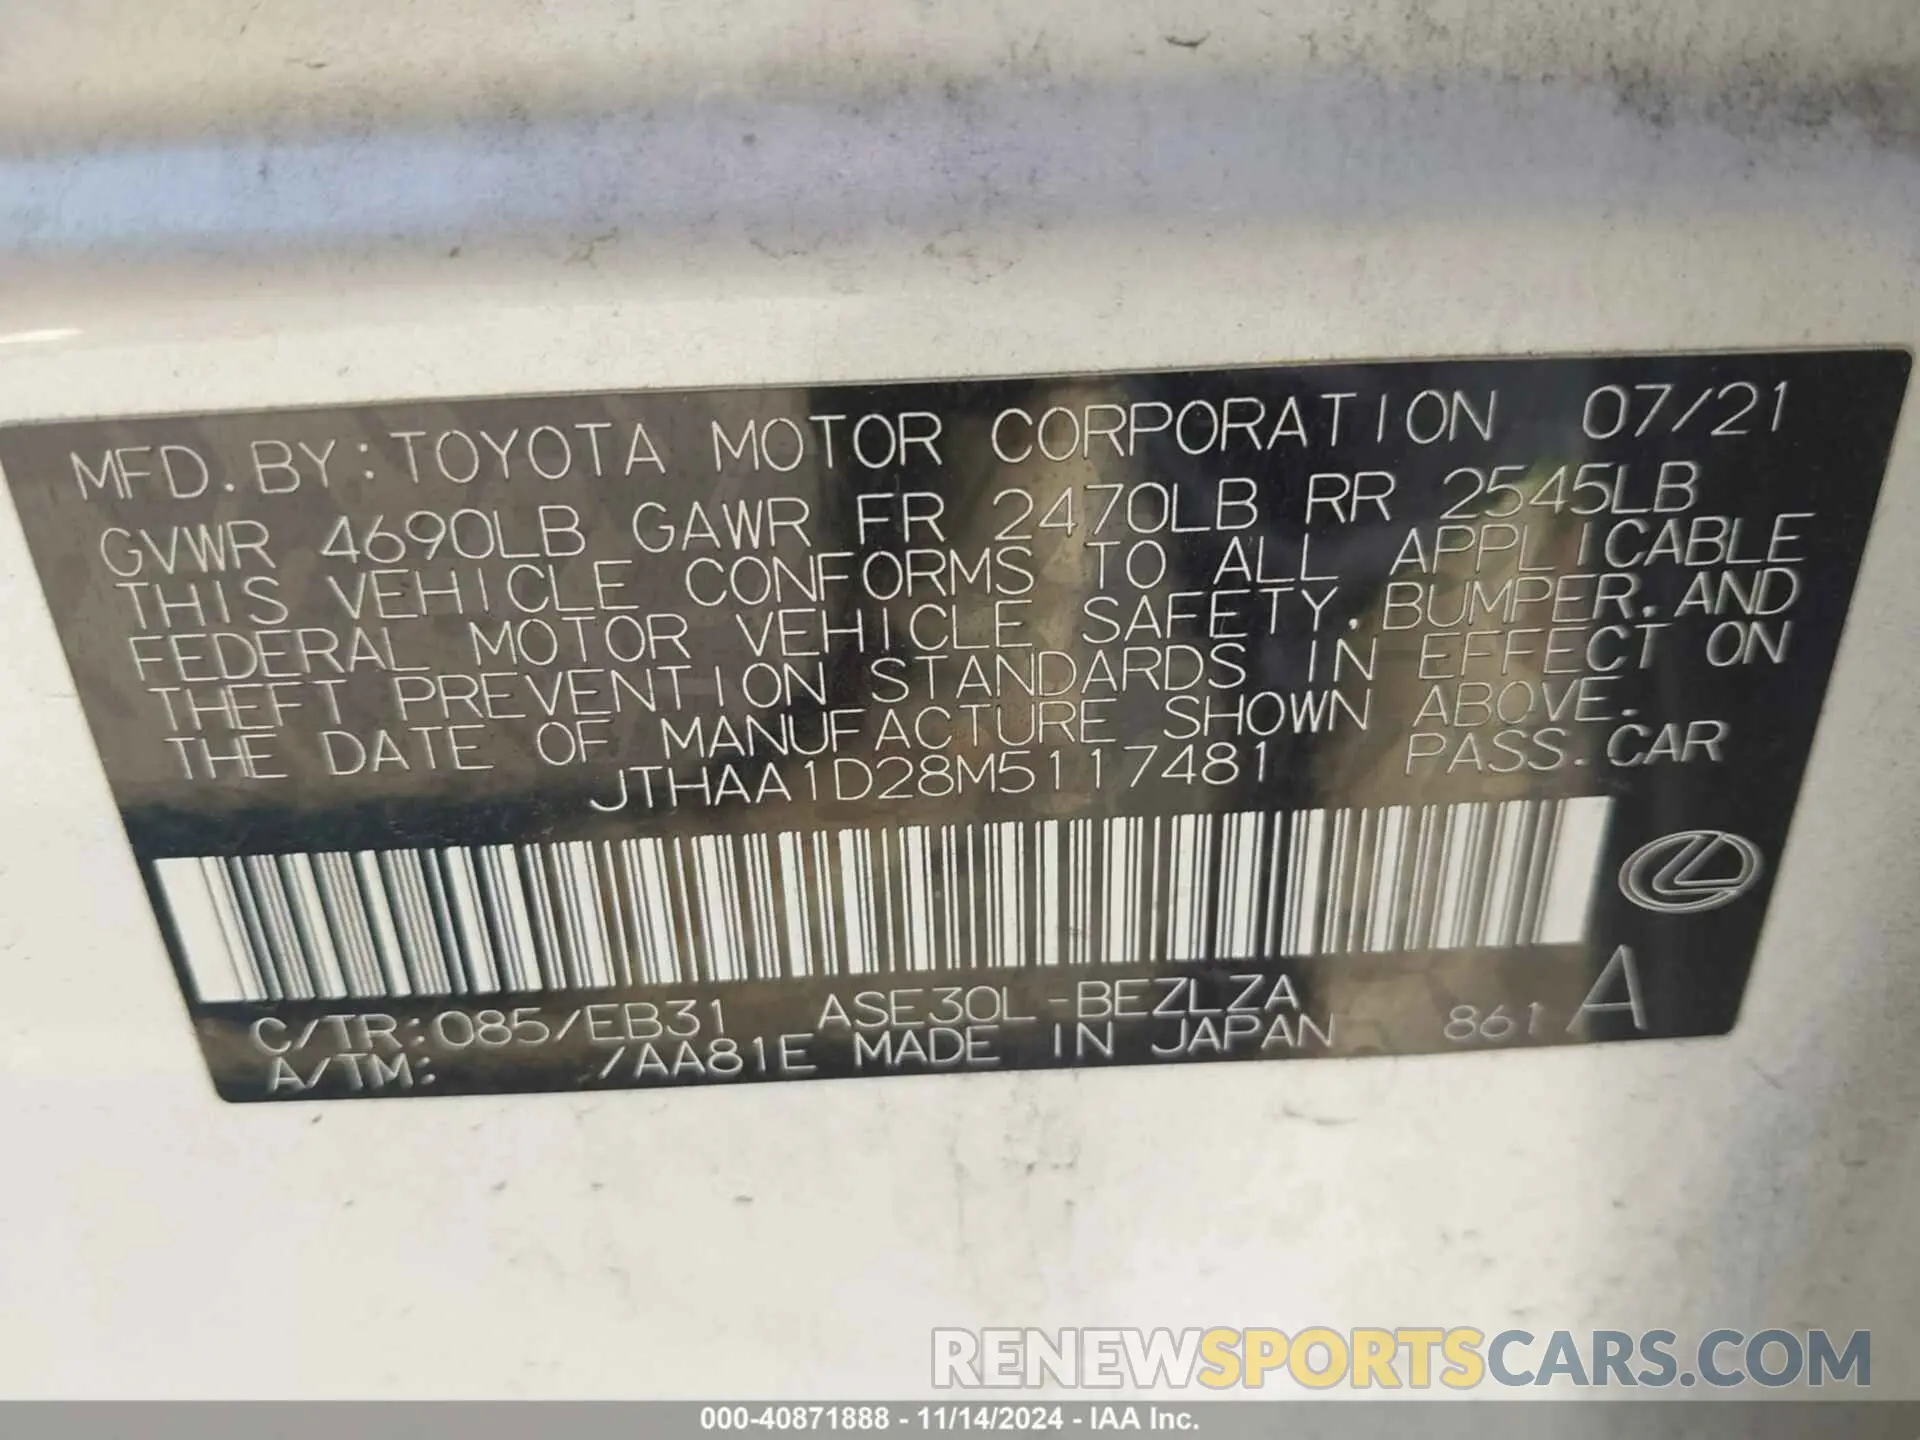 MFD. BY: TOYOTA MOTOR CORPORATION 07/21
GVWR 4690LB GAWR FR 2470LB RR 2545LB
THIS VEHICLE CONFORMS TO ALL APPLICABLE
FEDERAL MOTOR VEHICLE SAFETY, BUMPER, AND
THEFT PREVENTION STANDARDS IN EFFECT ON
THE DATE OF MANUFACTURE SHOWN ABOVE.
JTHAA1D28M5117481 PASS. CAR
C/TR: 085/EB31 ASE30L-BEZLZA
A/TM: /AA81E MADE IN JAPAN 861 A
RENEWSPORTSCARS.COM
000-40871888 - 11/14/2024 - IAA Inc.